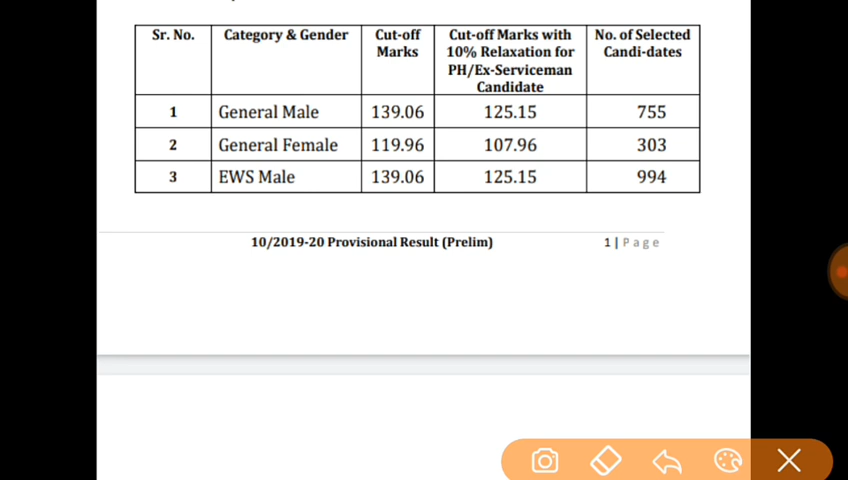 Sr. No. Category & Gender Cut-off Marks Cut-off Marks with 10% Relaxation for PH/Ex-Serviceman Candidate No. of Selected Candi-dates
1 General Male 139.06 125.15 755
2 General Female 119.96 107.96 303
3 EWS Male 139.06 125.15 994
10/2019-20 Provisional Result (Prelim) 1 | Page